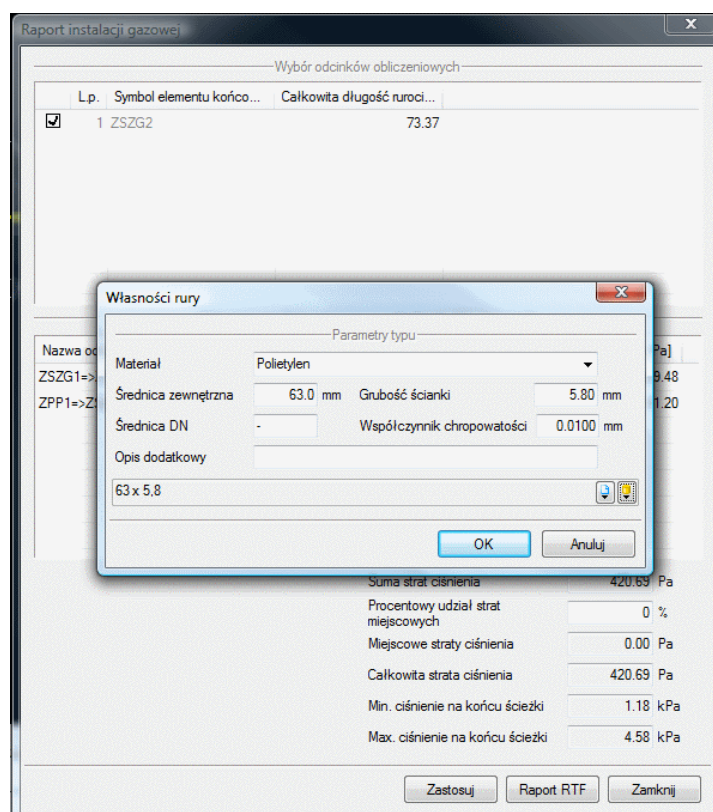 Raport instalacji gazowej
Wybór odcinków obliczeniowych
L.p. Symbol elementu końco... Całkowita długość ruroci...
1 ZSZG2 73.37
Własności rury
Parametry typu
Nazwa od Pa]
Materiał Polietylen
ZSZG1=> 9.48
Średnica zewnętrzna 63.0 mm Grubość ścianki 5.80 mm
ZPP1=>Z 1.20
Średnica DN - Współczynnik chropowatości 0.0100 mm
Opis dodatkowy
63 x 5,8
OK Anuluj
Suma strat ciśnienia 420.69 Pa
Procentowy udział strat
miejscowych 0 %
Miejscowe straty ciśnienia 0.00 Pa
Całkowita strata ciśnienia 420.69 Pa
Min. ciśnienie na końcu ścieżki 1.18 kPa
Max. ciśnienie na końcu ścieżki 4.58 kPa
Zastosuj Raport RTF Zamknij